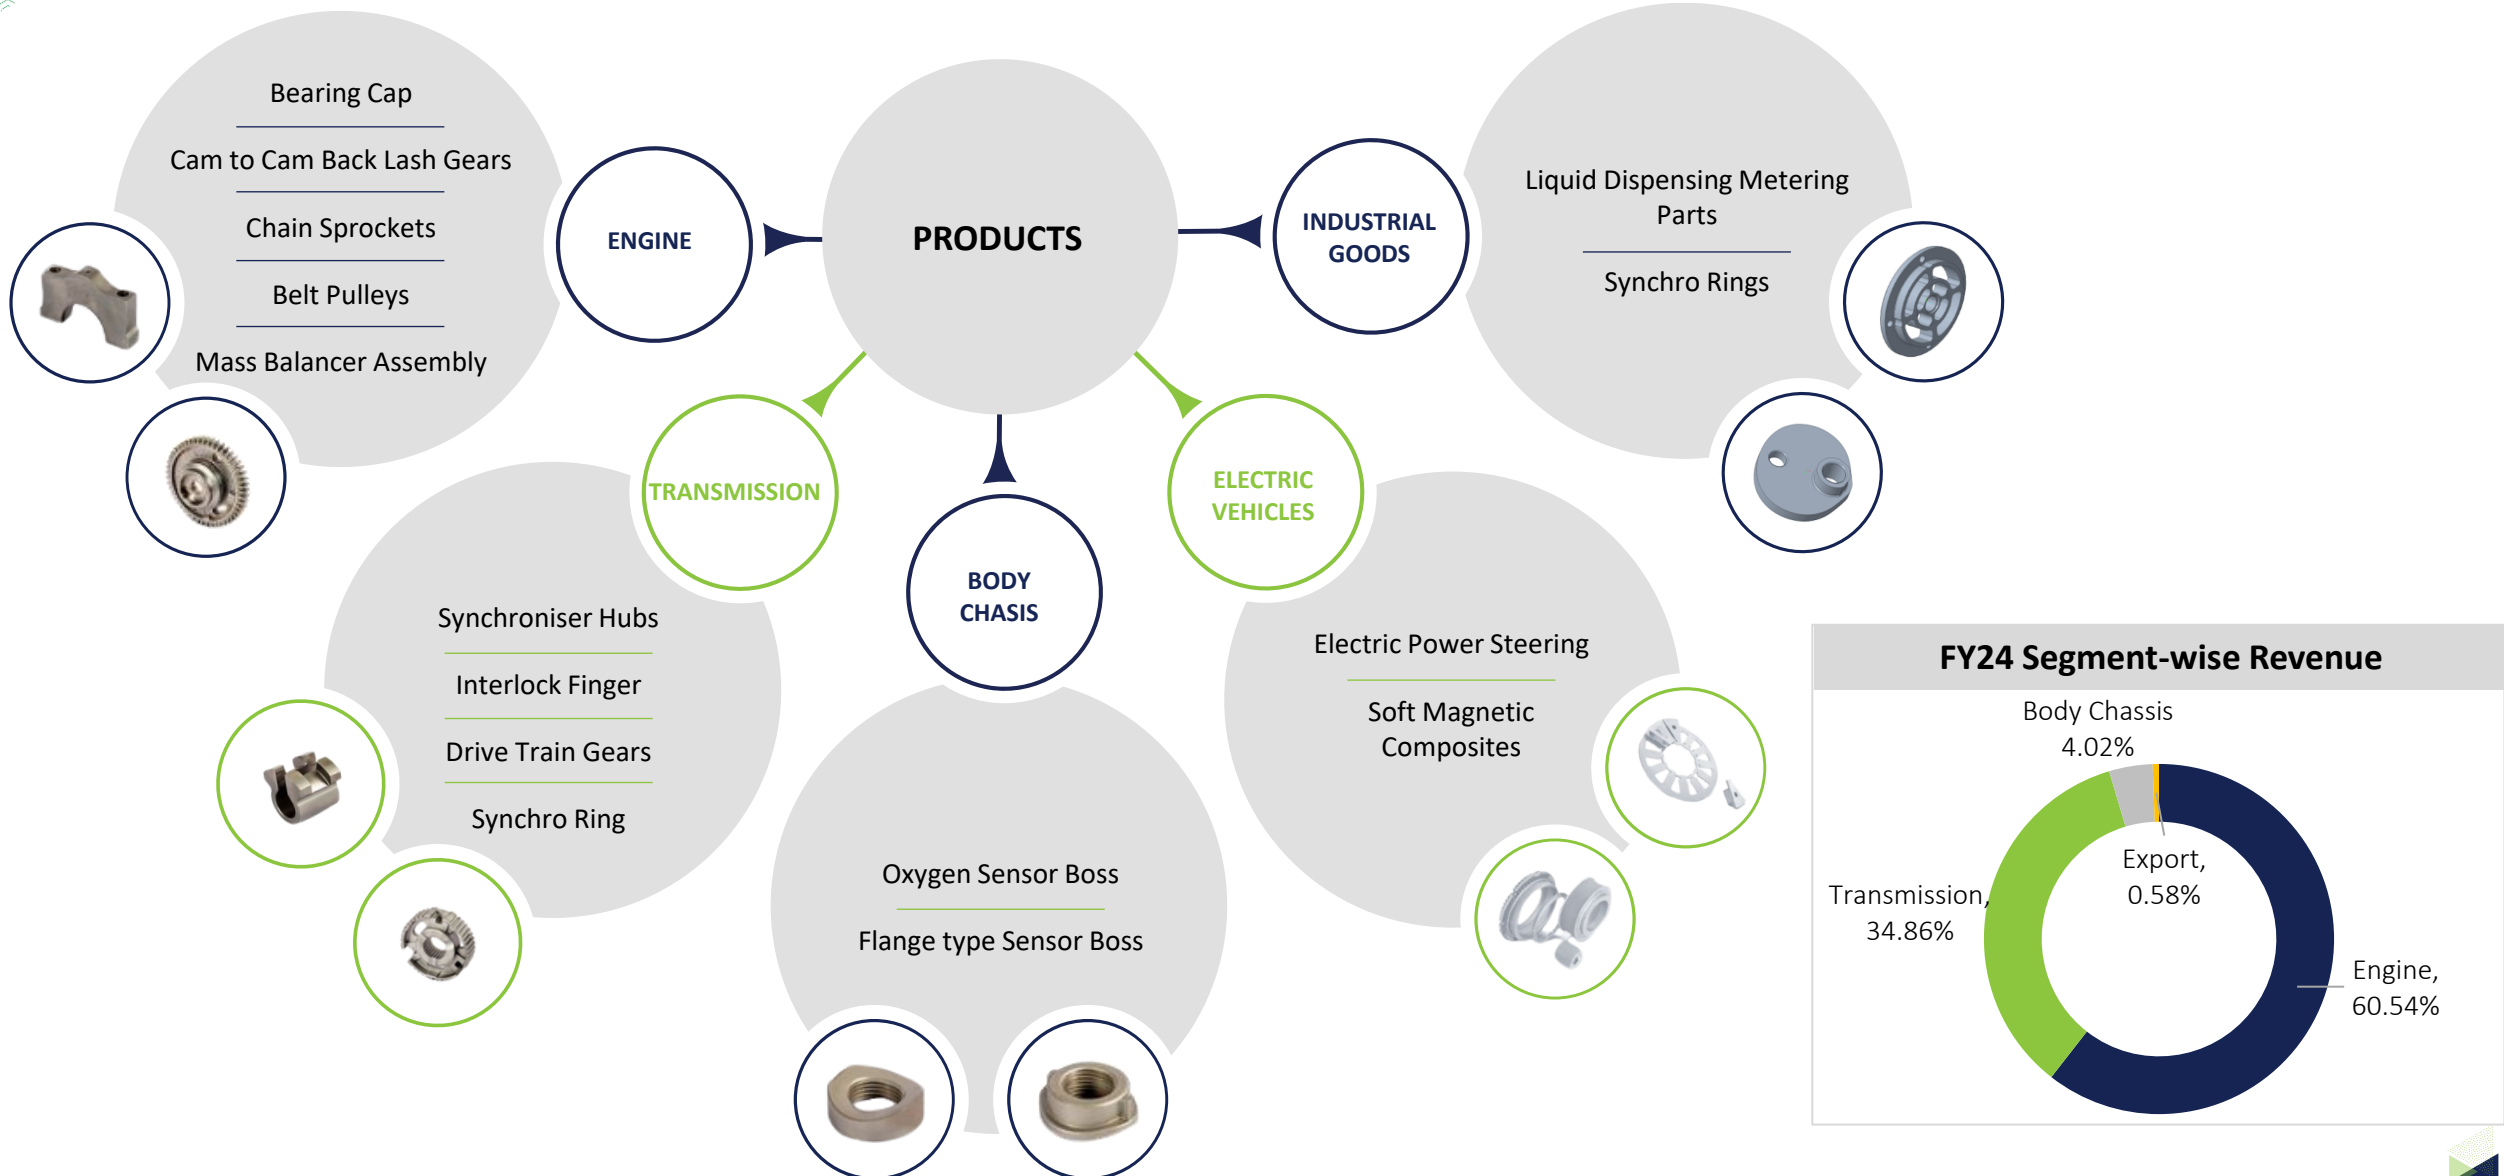 PRODUCTS
ENGINE
Bearing Cap
Cam to Cam Back Lash Gears
Chain Sprockets
Belt Pulleys
Mass Balancer Assembly
TRANSMISSION
Synchroniser Hubs
Interlock Finger
Drive Train Gears
Synchro Ring
BODY
CHASIS
Oxygen Sensor Boss
Flange type Sensor Boss
ELECTRIC
VEHICLES
Electric Power Steering
Soft Magnetic
Composites
INDUSTRIAL
GOODS
Liquid Dispensing Metering
Parts
Synchro Rings
FY24 Segment-wise Revenue
Body Chassis
4.02%
Export,
0.58%
Transmission,
34.86%
Engine,
60.54%